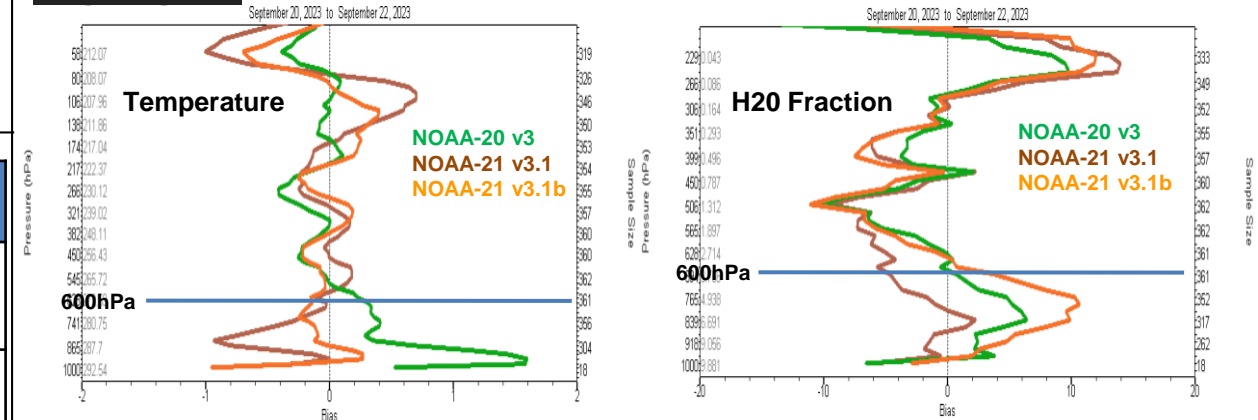 September 20, 2023 to September 22, 2023
Temperature
NOAA-20 v3
NOAA-21 v3.1
NOAA-21 v3.1b
600hPa
Pressure (hPa)
58 212.07 319
80 208.07 326
106 207.96 346
138 211.86 350
174 217.04 353
217 222.37 354
266 230.12 355
321 239.02 357
382 248.11 360
450 256.43 360
545 265.72 362
361
741 280.75 356
865 287.7 304
1000 292.54 18
Sample Size
-2 -1 0 1 2
Bias
September 20, 2023 to September 22, 2023
H20 Fraction
NOAA-20 v3
NOAA-21 v3.1
NOAA-21 v3.1b
600hPa
Pressure (hPa)
229 0.043 333
266 0.086 349
306 0.164 352
351 0.293 355
399 0.496 357
450 0.787 360
506 1.312 362
565 1.897 362
628 2.714 361
361
765 4.938 352
839 6.691 317
918 9.056 262
1000 9.881 18
Sample Size
-20 -10 0 10 20
Bias